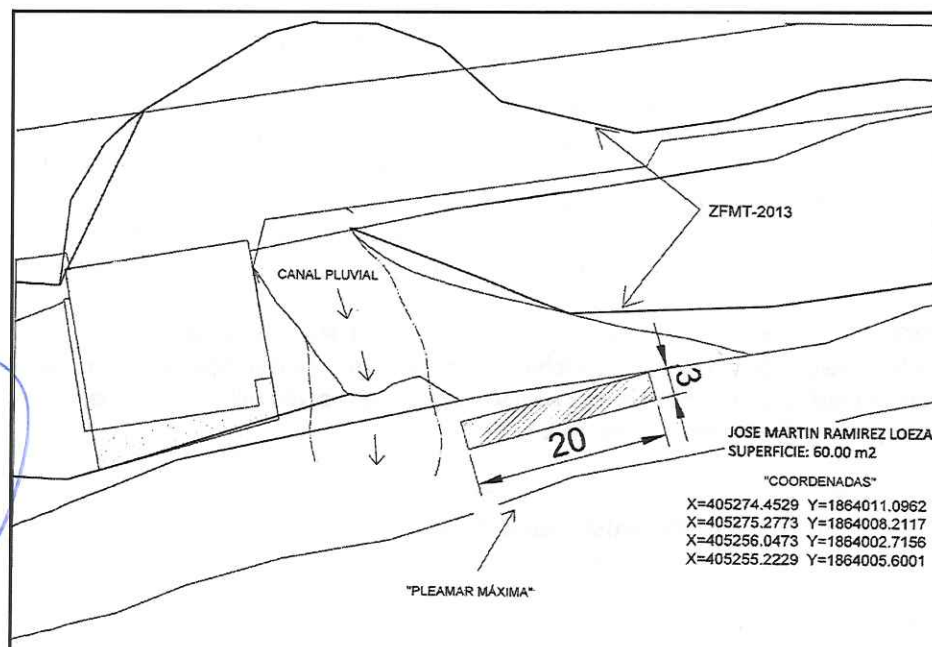 ZFMT-2013
CANAL PLUVIAL
3
20
JOSE MARTIN RAMIREZ LOEZA
SUPERFICIE: 60.00 m2
"COORDENADAS"
X=405274.4529 Y=1864011.0962
X=405275.2773 Y=1864008.2117
X=405256.0473 Y=1864002.7156
X=405255.2229 Y=1864005.6001
"PLEAMAR MÁXIMA"